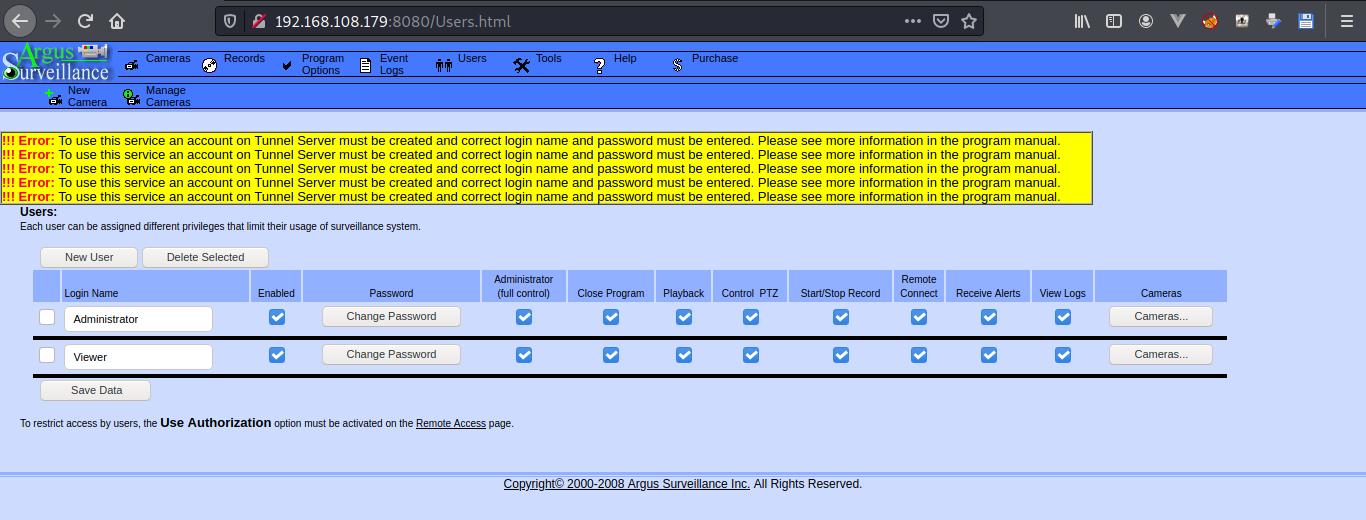 192.168.108.179:8080/Users.html
Argus
Surveillance
Cameras
Records
Program
Options
Event
Logs
Users
Tools
Help
Purchase
New
Camera
Manage
Cameras
!!! Error: To use this service an account on Tunnel Server must be created and correct login name and password must be entered. Please see more information in the program manual.
!!! Error: To use this service an account on Tunnel Server must be created and correct login name and password must be entered. Please see more information in the program manual.
!!! Error: To use this service an account on Tunnel Server must be created and correct login name and password must be entered. Please see more information in the program manual.
!!! Error: To use this service an account on Tunnel Server must be created and correct login name and password must be entered. Please see more information in the program manual.
!!! Error: To use this service an account on Tunnel Server must be created and correct login name and password must be entered. Please see more information in the program manual.
Users:
Each user can be assigned different privileges that limit their usage of surveillance system.
New User Delete Selected
Administrator Remote
Login Name Enabled Password (full control) Close Program Playback Control PTZ Start/Stop Record Connect Receive Alerts View Logs Cameras
Administrator Change Password Cameras...
Viewer Change Password Cameras...
Save Data
To restrict access by users, the Use Authorization option must be activated on the Remote Access page.
Copyright© 2000-2008 Argus Surveillance Inc. All Rights Reserved.